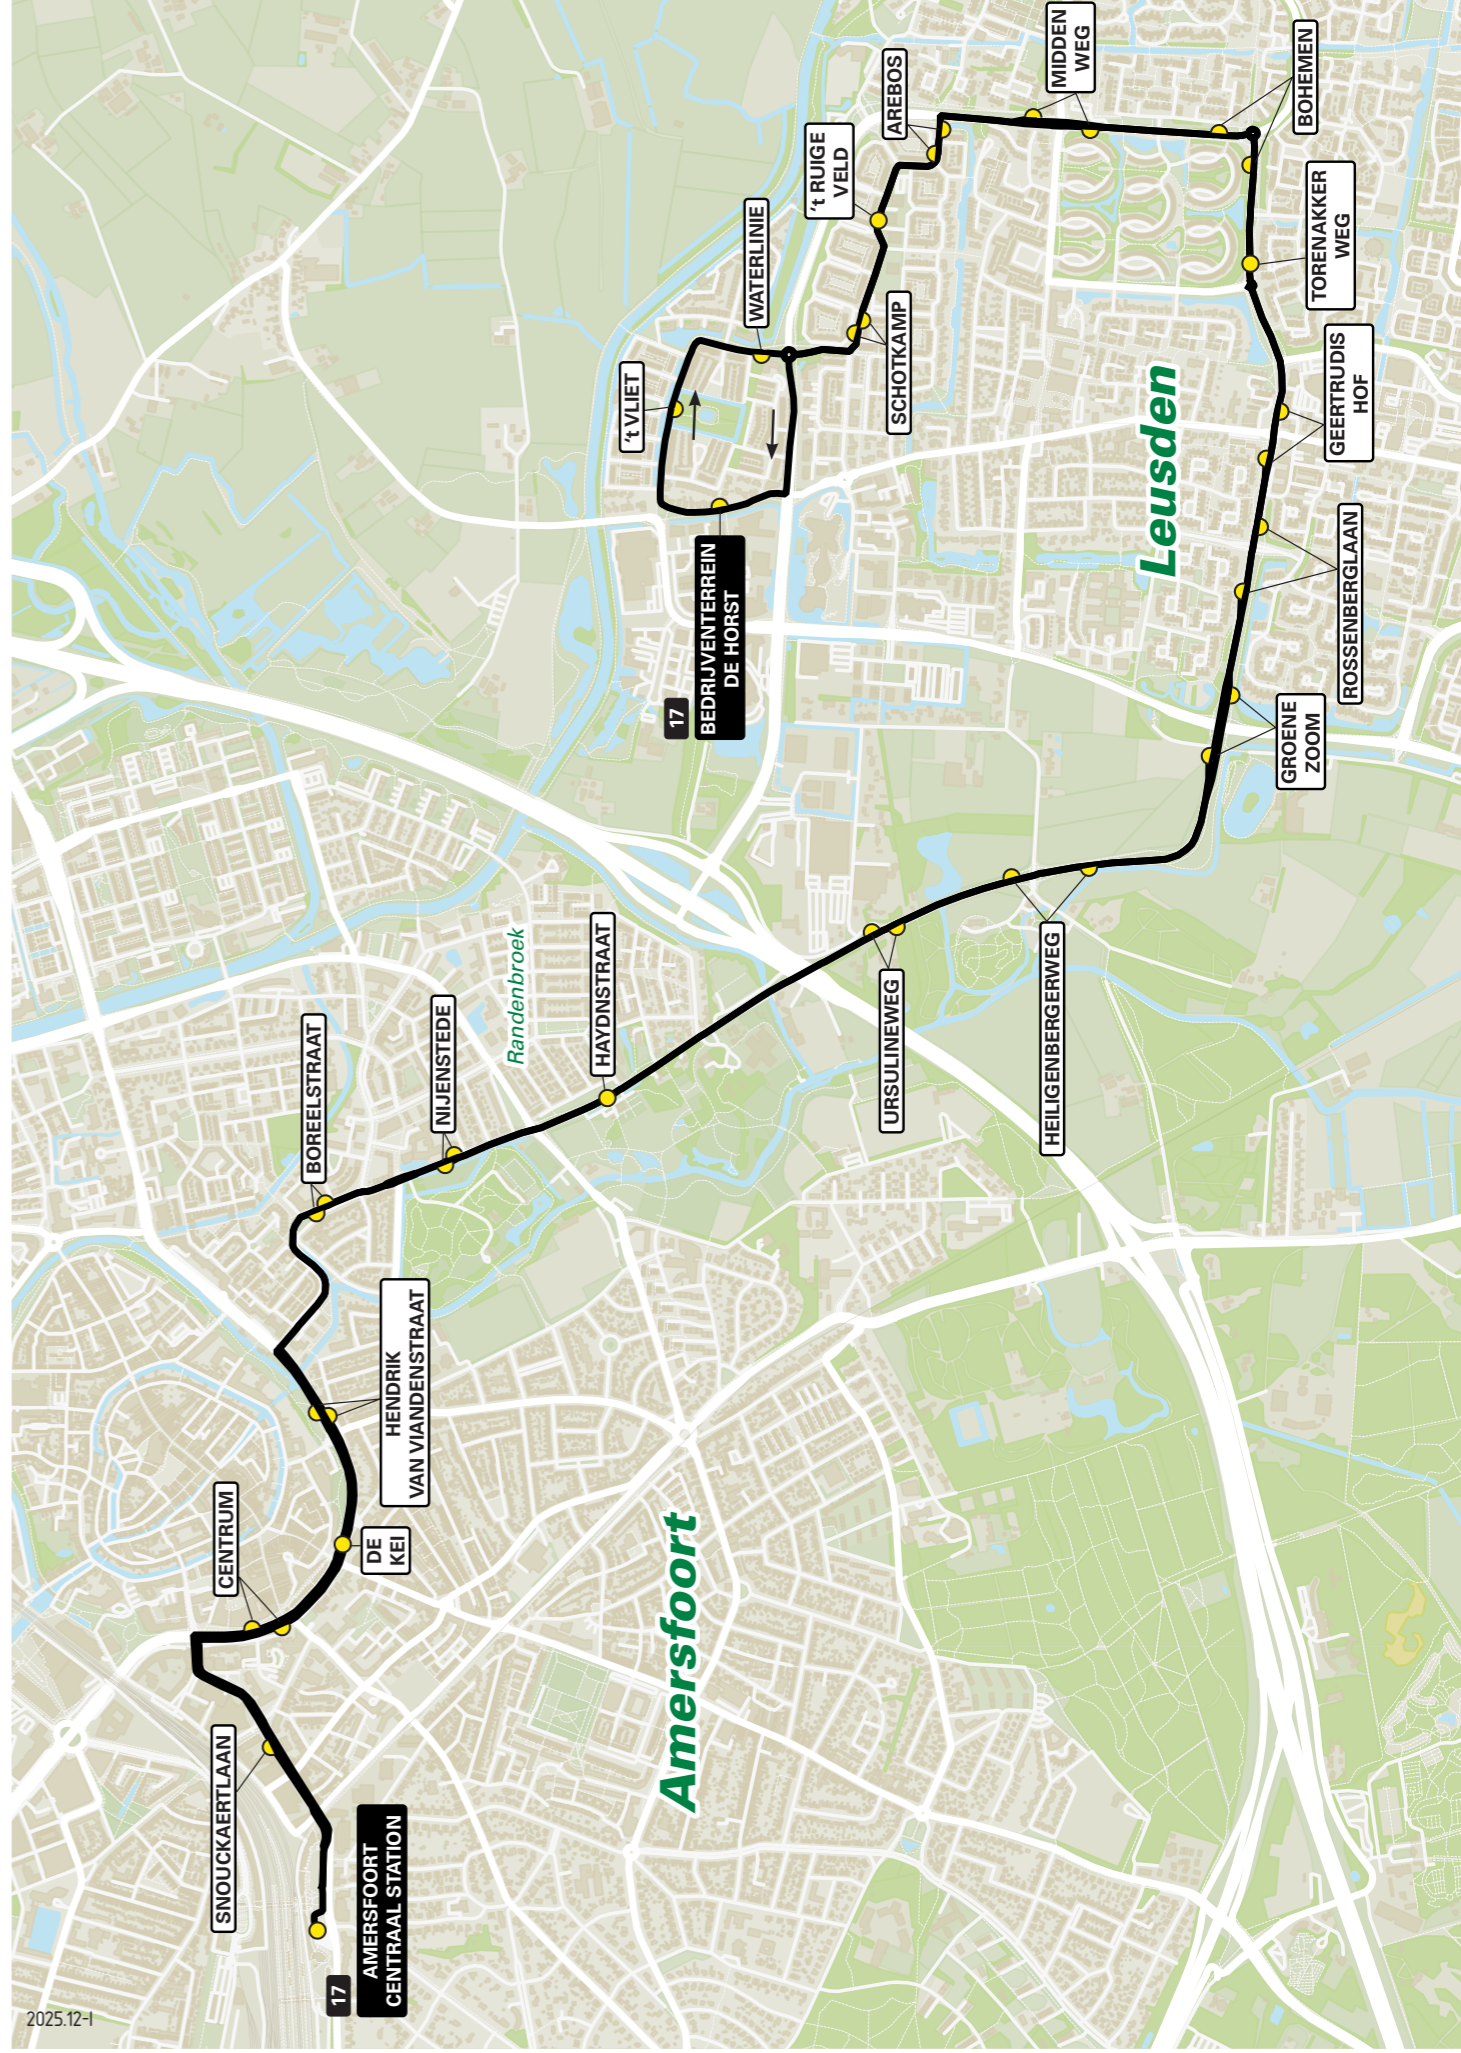 2025.12-I
17
AMERSFOORT
CENTRAAL STATION
SNOUCKAERTLAAN
CENTRUM
DE
KEI
HENDRIK
VAN VIANDENSTRAAT
BOREELSTRAAT
NIJENSTEDE
Randenbroek
HAYDNSTRAAT
Amersfoort
URSULINEWEG
HEILIGENBERGERWEG
GROENE
ZOOM
ROSSENBERGLAAN
Leusden
GEERTRUDIS
HOF
TORENAKKER
WEG
BOHEMEN
MIDDEN
WEG
AREBOS
‘t RUIGE
VELD
SCHOTKAMP
WATERLINIE
‘t VLIET
17
BEDRIJVENTERREIN
DE HORST